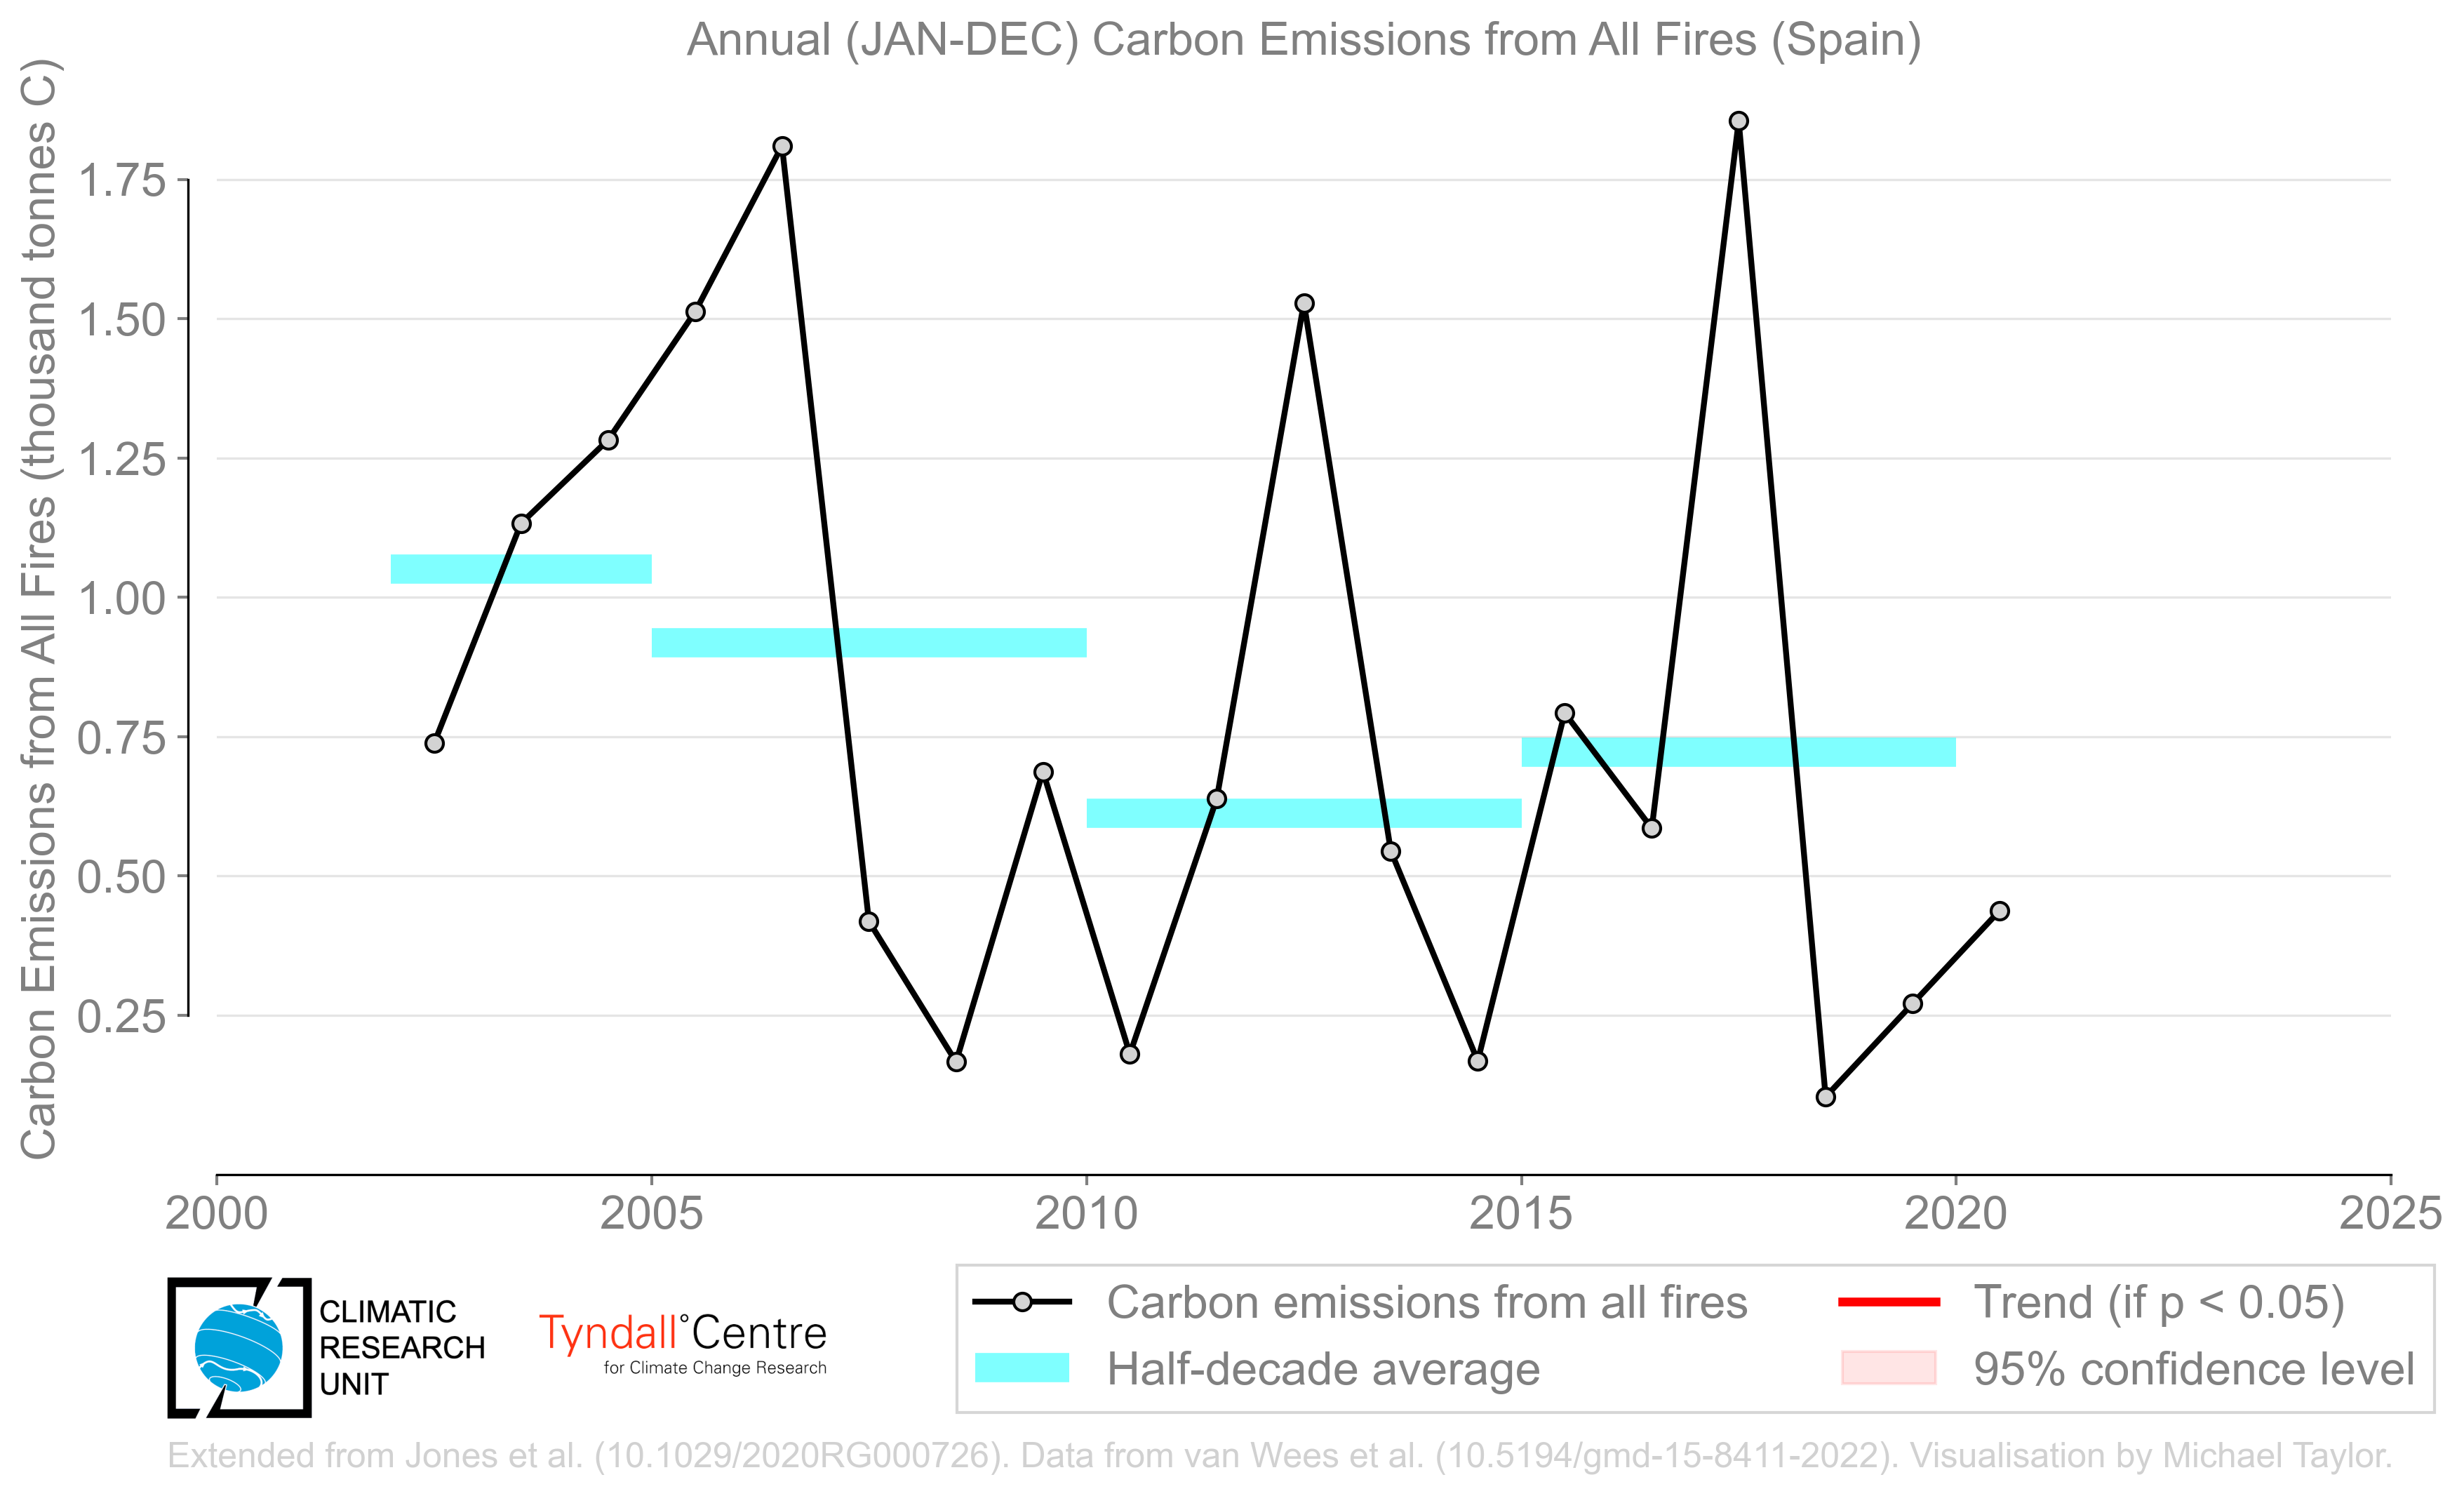 Annual (JAN-DEC) Carbon Emissions from All Fires (Spain)
Carbon Emissions from All Fires (thousand tonnes C)
1.75
1.50
1.25
1.00
0.75
0.50
0.25
2000 2005 2010 2015 2020 2025
CLIMATIC
RESEARCH
UNIT
Tyndall°Centre
for Climate Change Research
Carbon emissions from all fires
Half-decade average
Trend (if p < 0.05)
95% confidence level
Extended from Jones et al. (10.1029/2020RG000726). Data from van Wees et al. (10.5194/gmd-15-8411-2022). Visualisation by Michael Taylor.